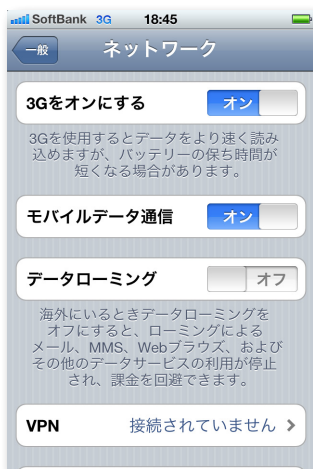 SoftBank 3G 18:45
一般 ネットワーク
3Gをオンにする オン
3Gを使用するとデータをより速く読み
込めますが、バッテリーの保ち時間が
短くなる場合があります。
モバイルデータ通信 オン
データローミング オフ
海外にいるときデータローミングを
オフにすると、ローミングによる
メール、MMS、Webブラウズ、および
その他のデータサービスの利用が停止
され、課金を回避できます。
VPN 接続されていません